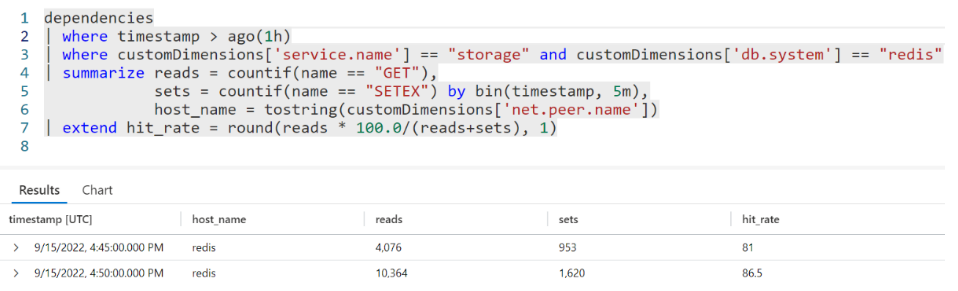 1 dependencies
2 | where timestamp > ago(1h)
3 | where customDimensions['service.name'] == "storage" and customDimensions['db.system'] == "redis"
4 | summarize reads = countif(name == "GET"),
5 sets = countif(name == "SETEX") by bin(timestamp, 5m),
6 host_name = tostring(customDimensions['net.peer.name'])
7 | extend hit_rate = round(reads * 100.0/(reads+sets), 1)
8
Results Chart
timestamp [UTC] host_name reads sets hit_rate
> 9/15/2022, 4:45:00.000 PM redis 4,076 953 81
> 9/15/2022, 4:50:00.000 PM redis 10,364 1,620 86.5